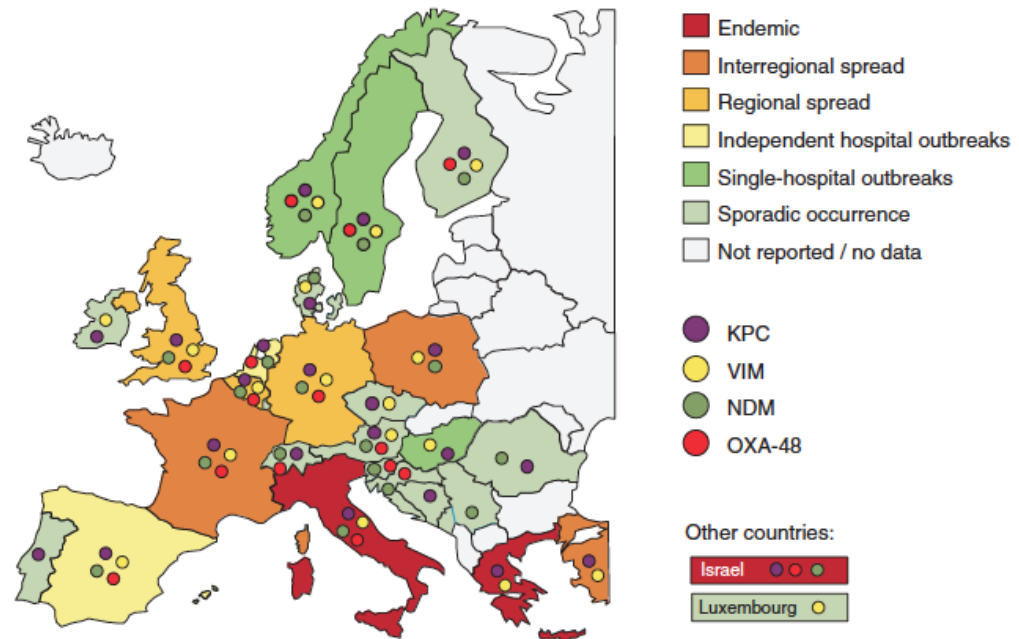 Endemic
Interregional spread
Regional spread
Independent hospital outbreaks
Single-hospital outbreaks
Sporadic occurrence
Not reported / no data
KPC
VIM
NDM
OXA-48
Other countries:
Israel
Luxembourg